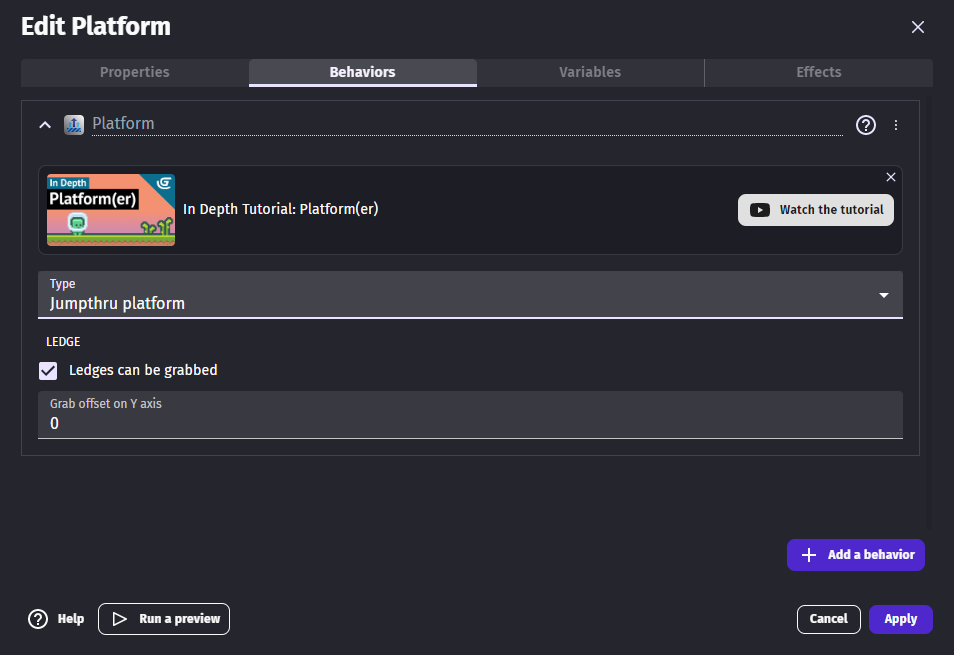 Edit Platform
Properties
Behaviors
Variables
Effects
Platform
In Depth
Platform(er)
In Depth Tutorial: Platform(er)
Watch the tutorial
Type
Jumpthru platform
LEDGE
Ledges can be grabbed
Grab offset on Y axis
0
Add a behavior
Help
Run a preview
Cancel
Apply